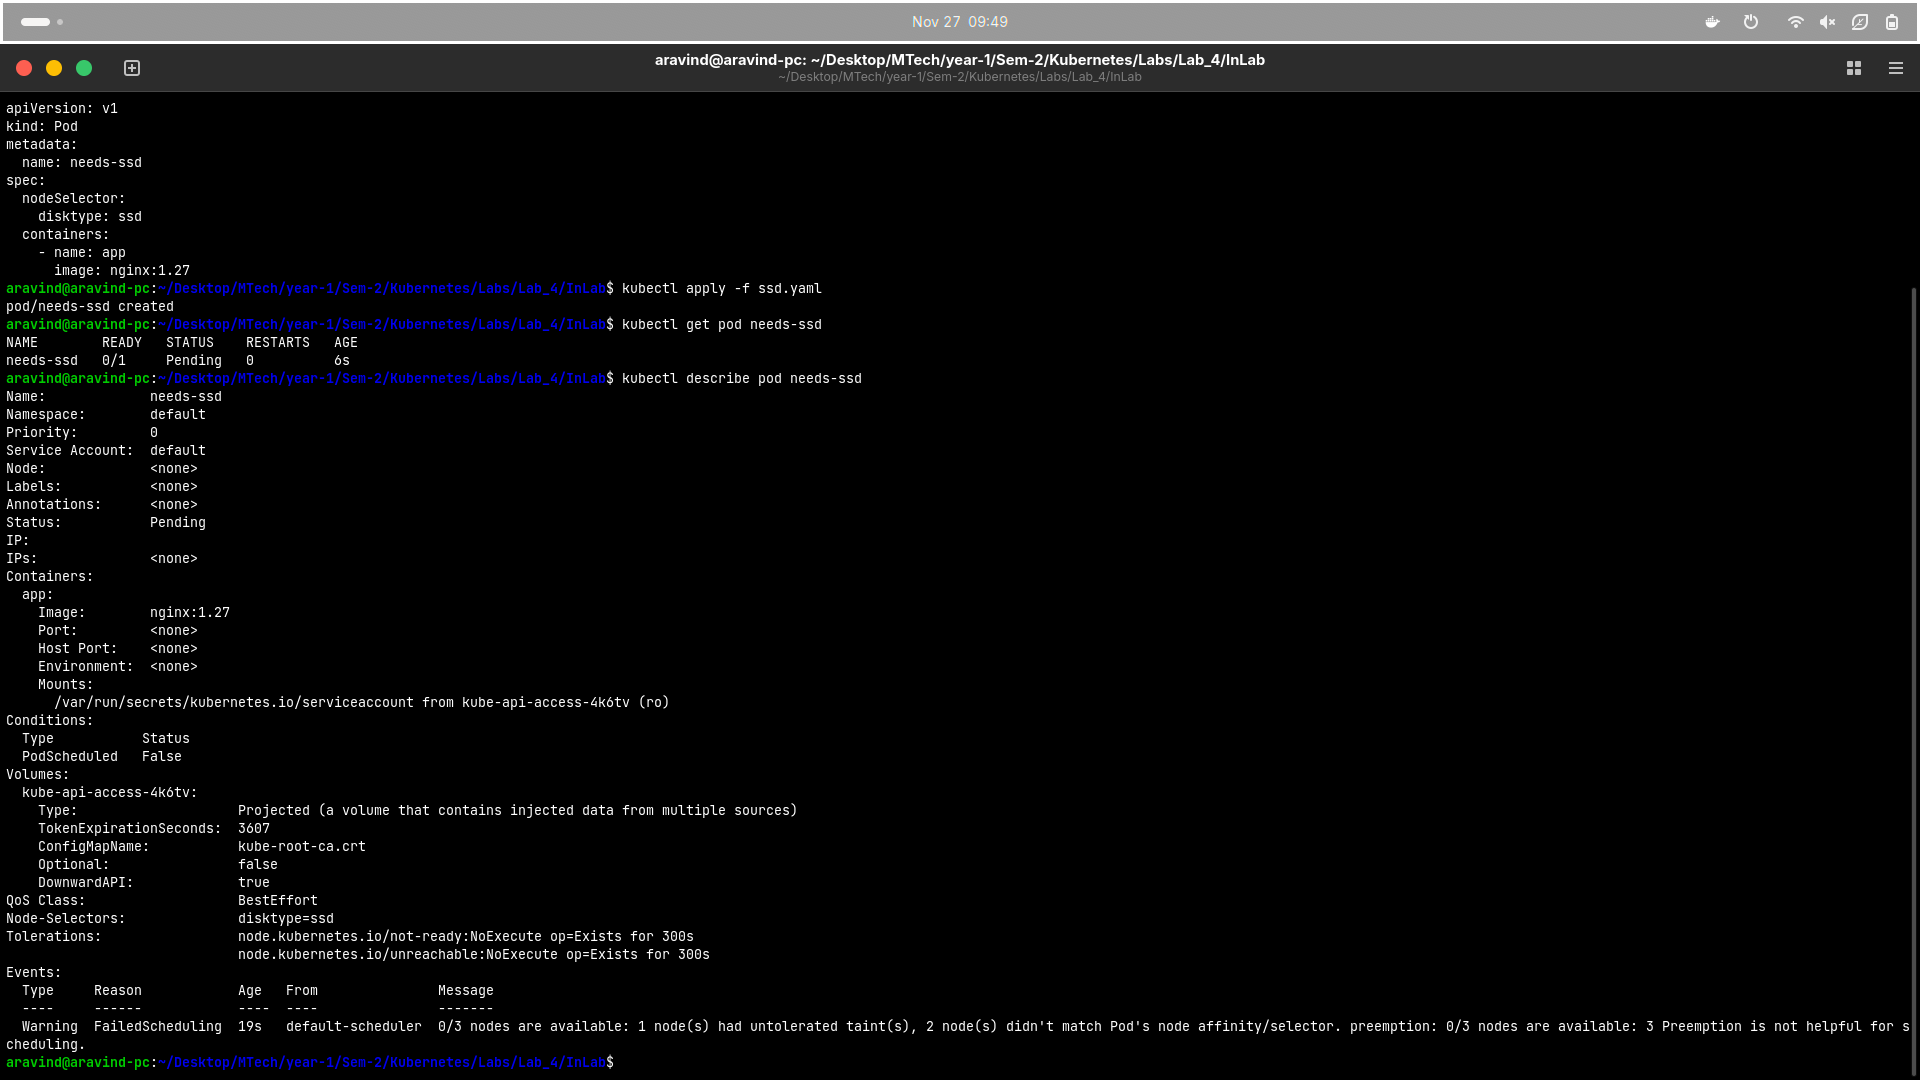 Nov 27 09:49
aravind@aravind-pc: ~/Desktop/MTech/year-1/Sem-2/Kubernetes/Labs/Lab_4/InLab
~/Desktop/MTech/year-1/Sem-2/Kubernetes/Labs/Lab_4/InLab
apiVersion: v1
kind: Pod
metadata:
  name: needs-ssd
spec:
  nodeSelector:
    disktype: ssd
  containers:
    - name: app
      image: nginx:1.27
aravind@aravind-pc:~/Desktop/MTech/year-1/Sem-2/Kubernetes/Labs/Lab_4/InLab$ kubectl apply -f ssd.yaml
pod/needs-ssd created
aravind@aravind-pc:~/Desktop/MTech/year-1/Sem-2/Kubernetes/Labs/Lab_4/InLab$ kubectl get pod needs-ssd
NAME        READY   STATUS    RESTARTS   AGE
needs-ssd   0/1     Pending   0          6s
aravind@aravind-pc:~/Desktop/MTech/year-1/Sem-2/Kubernetes/Labs/Lab_4/InLab$ kubectl describe pod needs-ssd
Name:             needs-ssd
Namespace:        default
Priority:         0
Service Account:  default
Node:             <none>
Labels:           <none>
Annotations:      <none>
Status:           Pending
IP:
IPs:              <none>
Containers:
  app:
    Image:        nginx:1.27
    Port:         <none>
    Host Port:    <none>
    Environment:  <none>
    Mounts:
      /var/run/secrets/kubernetes.io/serviceaccount from kube-api-access-4k6tv (ro)
Conditions:
  Type           Status
  PodScheduled   False
Volumes:
  kube-api-access-4k6tv:
    Type:                    Projected (a volume that contains injected data from multiple sources)
    TokenExpirationSeconds:  3607
    ConfigMapName:           kube-root-ca.crt
    Optional:                false
    DownwardAPI:             true
QoS Class:                   BestEffort
Node-Selectors:              disktype=ssd
Tolerations:                 node.kubernetes.io/not-ready:NoExecute op=Exists for 300s
                             node.kubernetes.io/unreachable:NoExecute op=Exists for 300s
Events:
  Type     Reason            Age   From               Message
  ----     ------            ----  ----               -------
  Warning  FailedScheduling  19s   default-scheduler  0/3 nodes are available: 1 node(s) had untolerated taint(s), 2 node(s) didn't match Pod's node affinity/selector. preemption: 0/3 nodes are available: 3 Preemption is not helpful for s
cheduling.
aravind@aravind-pc:~/Desktop/MTech/year-1/Sem-2/Kubernetes/Labs/Lab_4/InLab$